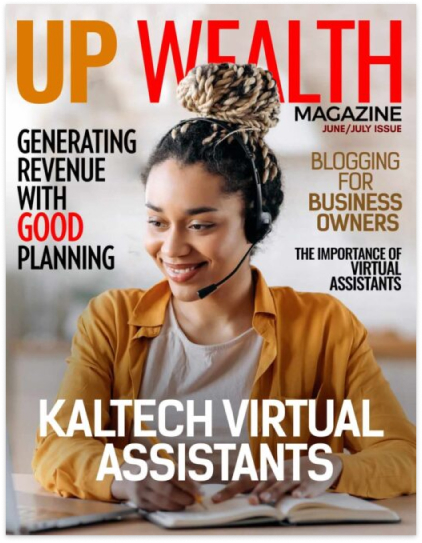 UP WEALTH
MAGAZINE
JUNE/JULY ISSUE
GENERATING
REVENUE
WITH
GOOD
PLANNING
BLOGGING
FOR
BUSINESS
OWNERS
THE IMPORTANCE OF
VIRTUAL
ASSISTANTS
KALTECH VIRTUAL
ASSISTANTS